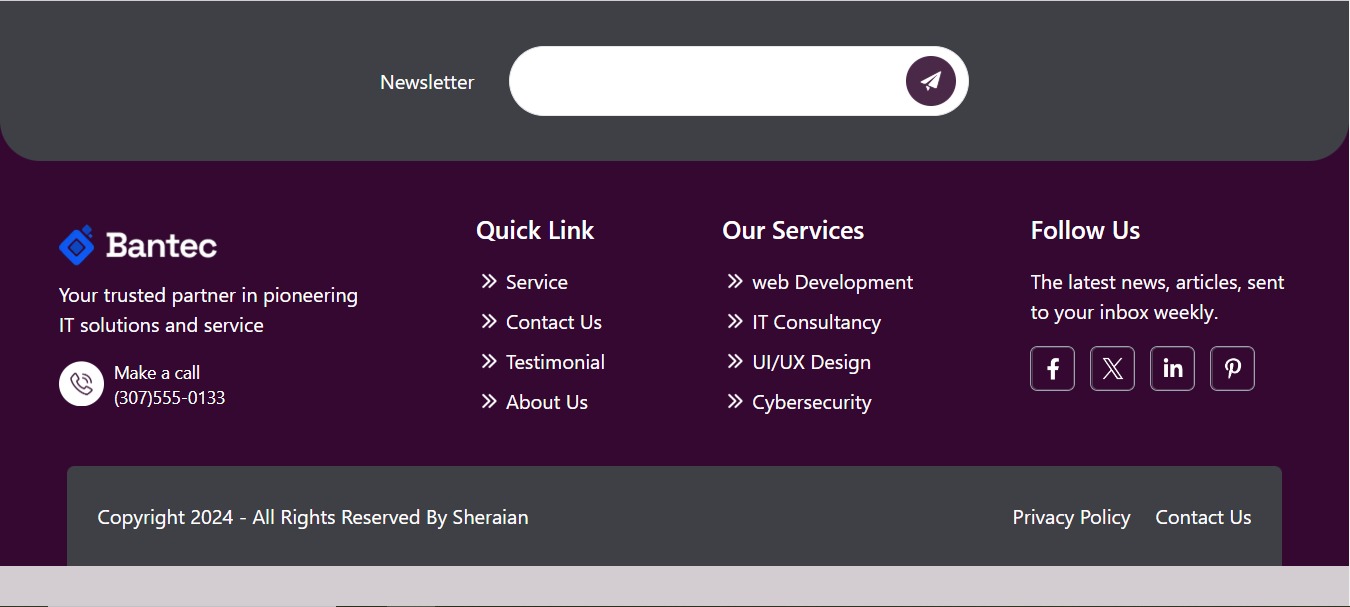 Newsletter
Bantec
Your trusted partner in pioneering
IT solutions and service
Make a call
(307)555-0133
Quick Link
Service
Contact Us
Testimonial
About Us
Our Services
web Development
IT Consultancy
UI/UX Design
Cybersecurity
Follow Us
The latest news, articles, sent
to your inbox weekly.
Copyright 2024 - All Rights Reserved By Sheraian
Privacy Policy
Contact Us